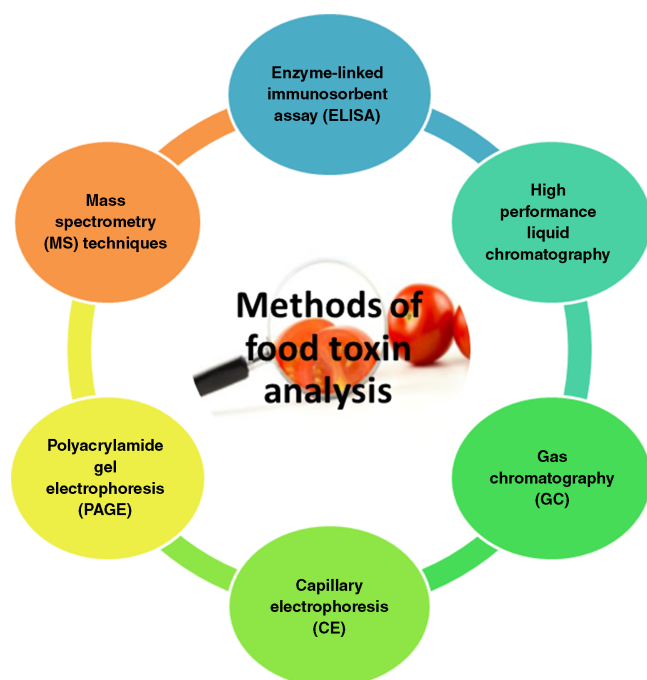 Enzyme-linked
immunosorbent
assay (ELISA)
High
performance
liquid
chromatography
Gas
chromatography
(GC)
Capillary
electrophoresis
(CE)
Polyacrylamide
gel
electrophoresis
(PAGE)
Mass
spectrometry
(MS) techniques
Methods of
food toxin
analysis